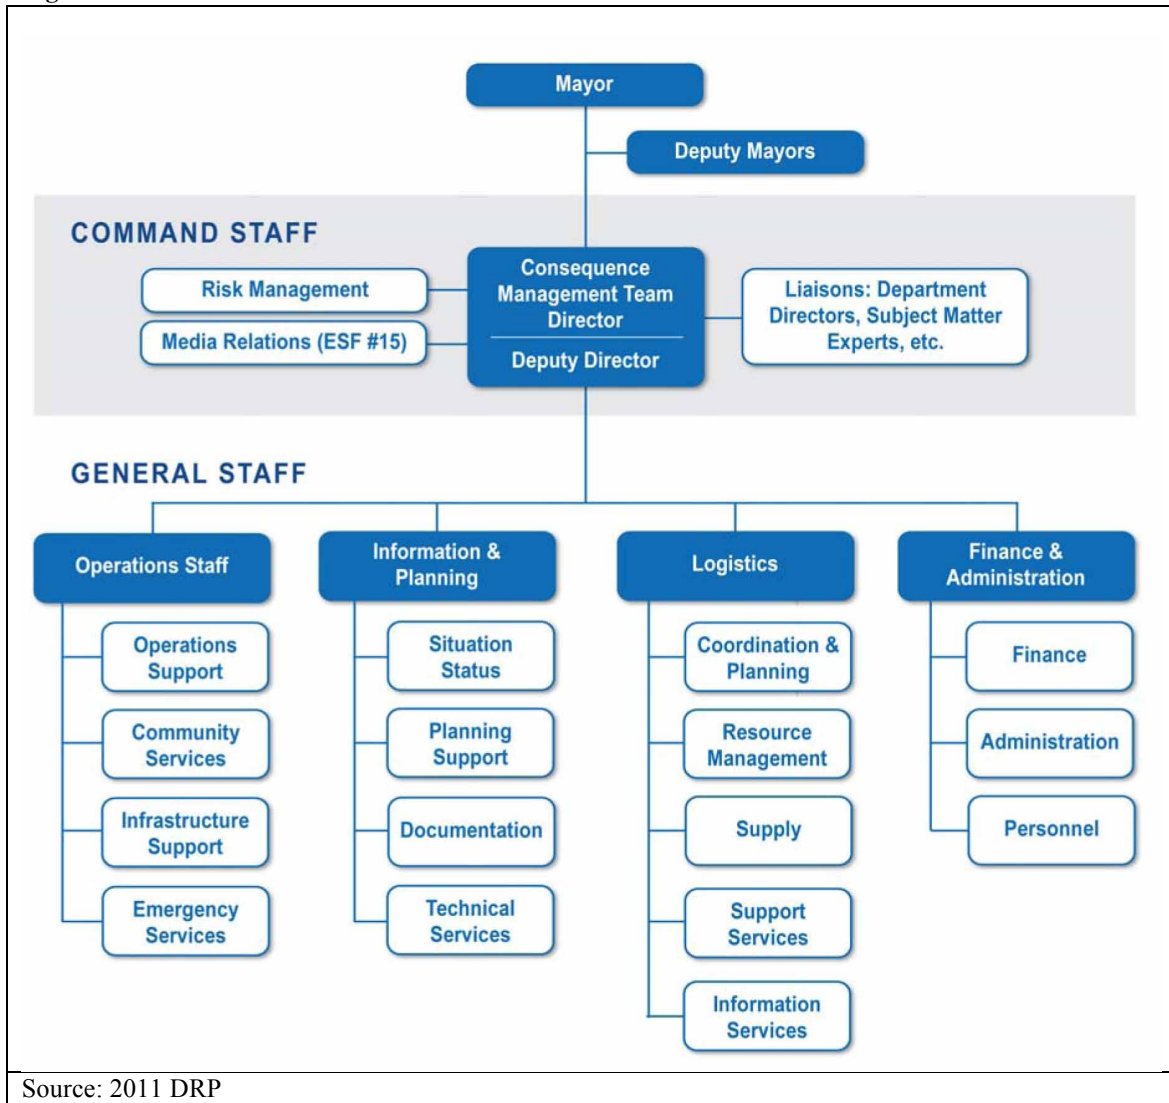 Mayor
Deputy Mayors
COMMAND STAFF
Risk Management
Media Relations (ESF #15)
Consequence
Management Team
Director
Deputy Director
Liaisons: Department
Directors, Subject Matter
Experts, etc.
GENERAL STAFF
Operations Staff
Operations
Support
Community
Services
Infrastructure
Support
Emergency
Services
Information &
Planning
Situation
Status
Planning
Support
Documentation
Technical
Services
Logistics
Coordination &
Planning
Resource
Management
Supply
Support
Services
Information
Services
Finance &
Administration
Finance
Administration
Personnel
Source: 2011 DRP